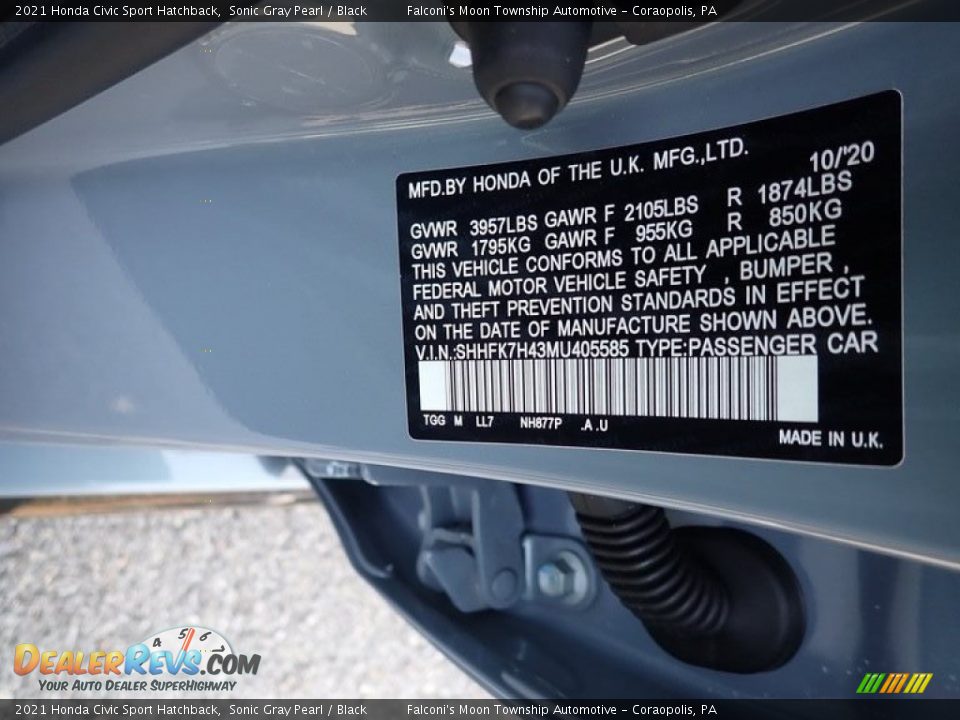 2021 Honda Civic Sport Hatchback, Sonic Gray Pearl / Black Falconi's Moon Township Automotive - Coraopolis, PA
MFD.BY HONDA OF THE U.K. MFG.,LTD. 10/'20
GVWR 3957LBS GAWR F 2105LBS R 1874LBS
GVWR 1795KG GAWR F 955KG R 850KG
THIS VEHICLE CONFORMS TO ALL APPLICABLE
FEDERAL MOTOR VEHICLE SAFETY , BUMPER ,
AND THEFT PREVENTION STANDARDS IN EFFECT
ON THE DATE OF MANUFACTURE SHOWN ABOVE.
V.I.N.:SHHFK7H43MU405585 TYPE:PASSENGER CAR
TGG M LL7 NH877P .A.U
MADE IN U.K.
4 5 6
DEALERREVS.COM
YOUR AUTO DEALER SUPERHIGHWAY
2021 Honda Civic Sport Hatchback, Sonic Gray Pearl / Black Falconi's Moon Township Automotive - Coraopolis, PA